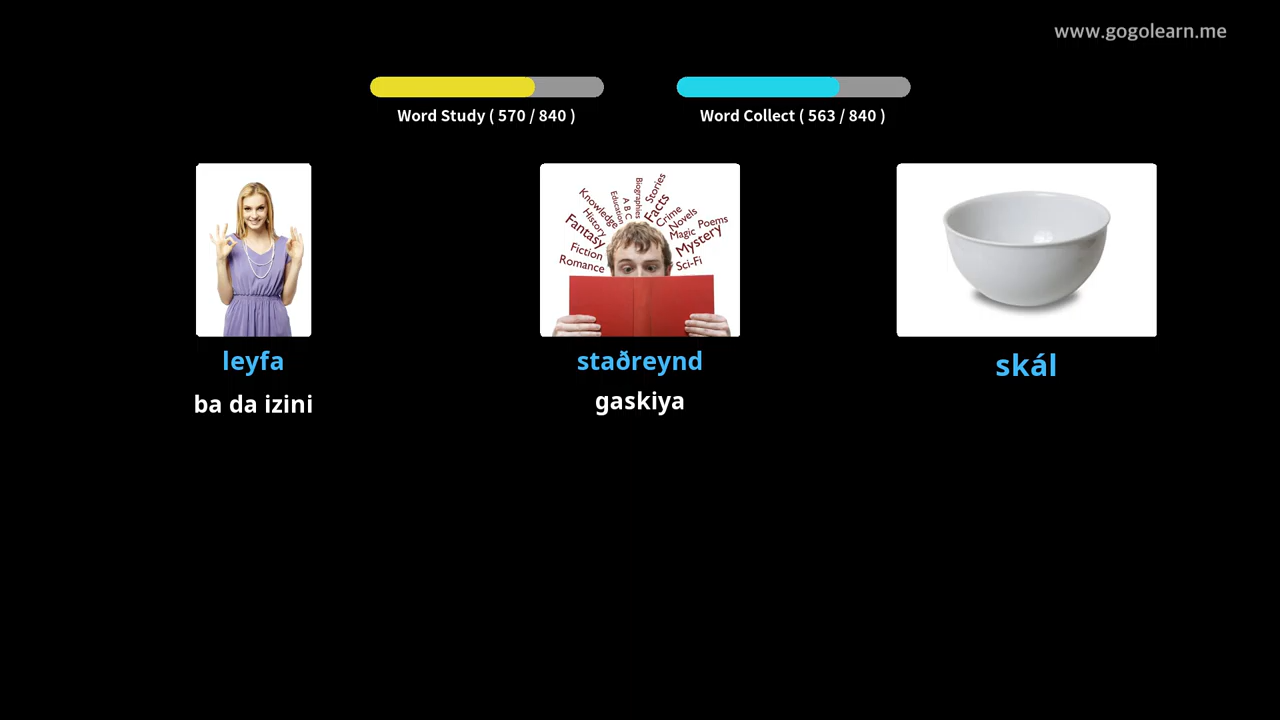 www.gogolearn.me
Word Study ( 570 / 840 )
Word Collect ( 563 / 840 )
Knowledge
History
Fantasy
Fiction
Romance
Education
A B C
Biographies
Stories
Facts
Crime
Novels
Magic
Poems
Mystery
Sci-Fi
leyfa
staðreynd
skál
ba da izini
gaskiya